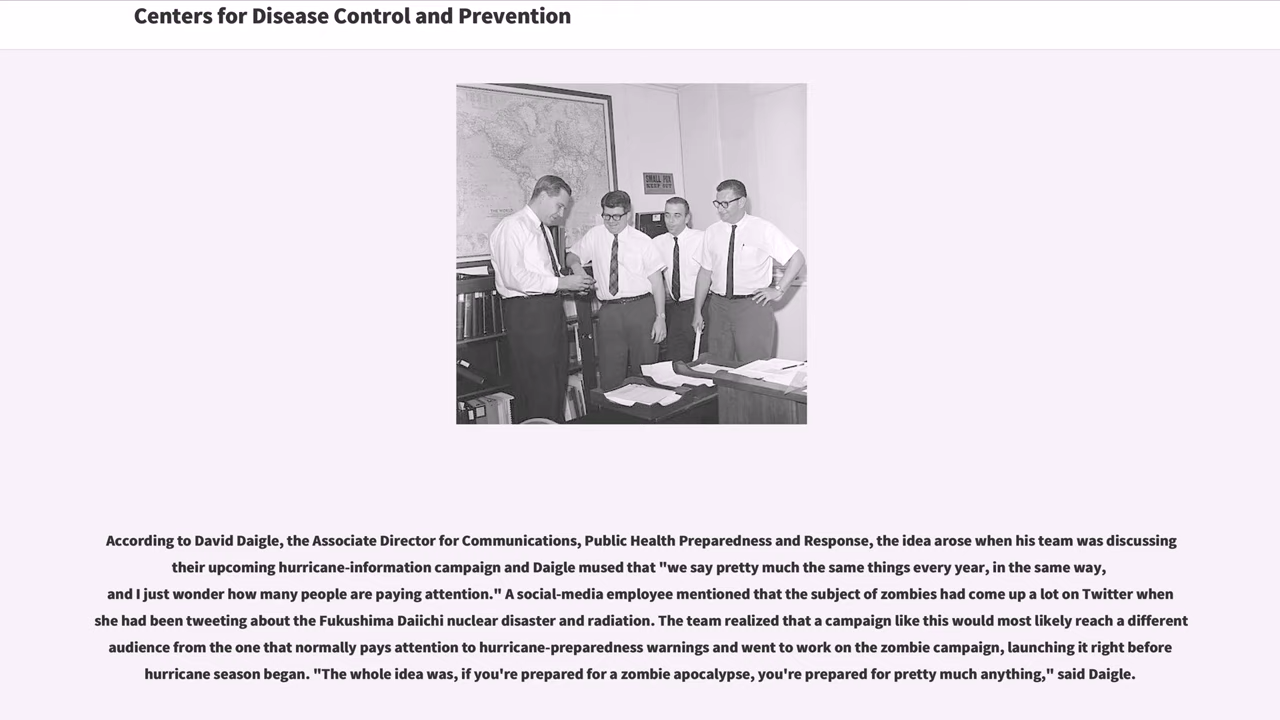 Centers for Disease Control and Prevention
SMALL POX
KEEP OUT
THE WORLD
According to David Daigle, the Associate Director for Communications, Public Health Preparedness and Response, the idea arose when his team was discussing
their upcoming hurricane-information campaign and Daigle mused that "we say pretty much the same things every year, in the same way,
and I just wonder how many people are paying attention." A social-media employee mentioned that the subject of zombies had come up a lot on Twitter when
she had been tweeting about the Fukushima Daiichi nuclear disaster and radiation. The team realized that a campaign like this would most likely reach a different
audience from the one that normally pays attention to hurricane-preparedness warnings and went to work on the zombie campaign, launching it right before
hurricane season began. "The whole idea was, if you're prepared for a zombie apocalypse, you're prepared for pretty much anything," said Daigle.